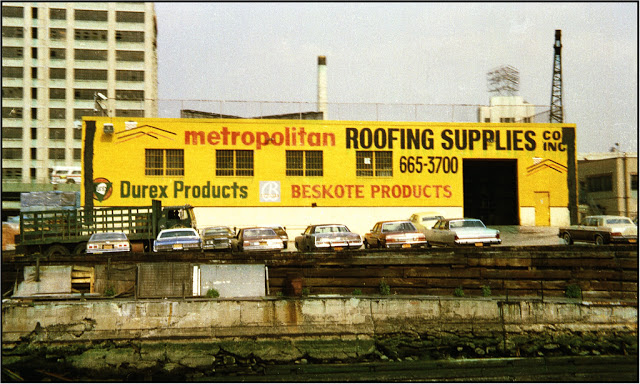 metropolitan ROOFING SUPPLIES CO INC
665-3700
Durex Products BESKOTE PRODUCTS